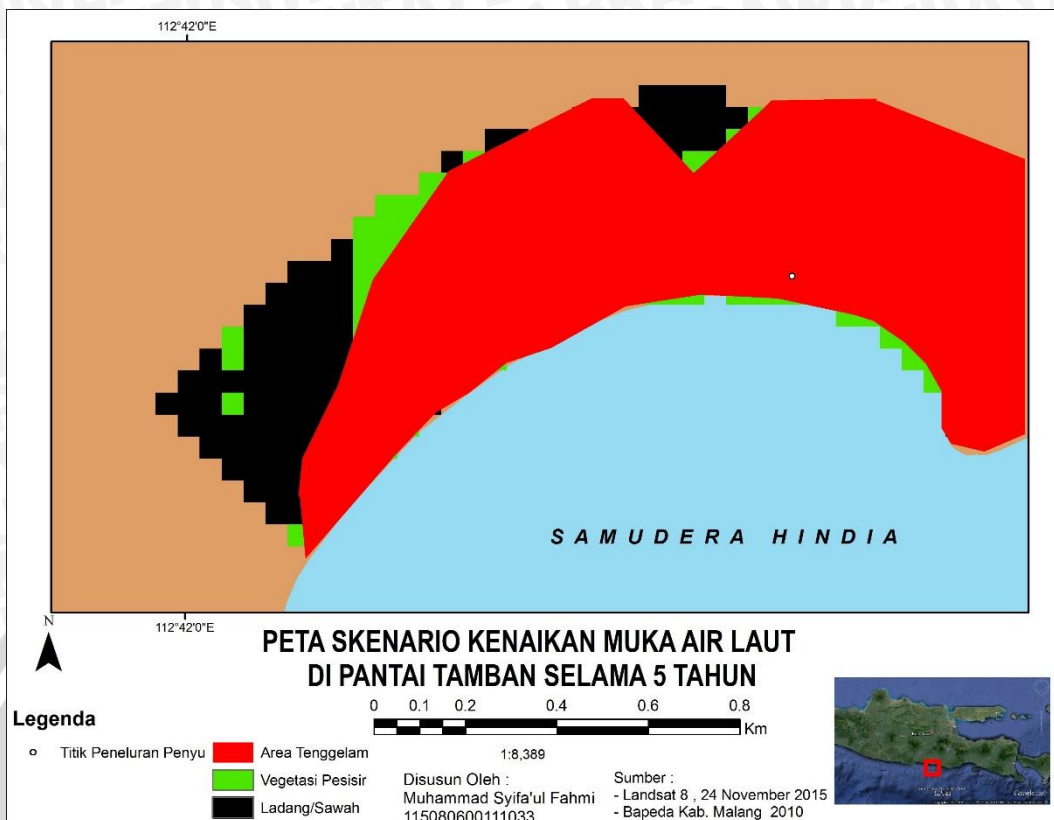 112°42'0"E
SAMUDERA HINDIA
112°42'0"E
N
PETA SKENARIO KENAIKAN MUKA AIR LAUT
DI PANTAI TAMBAN SELAMA 5 TAHUN
0 0.1 0.2 0.4 0.6 0.8
Km
1:8,389
Legenda
Titik Peneluran Penyu
Area Tenggelam
Vegetasi Pesisir
Ladang/Sawah
Disusun Oleh :
Muhammad Syifa'ul Fahmi
115080600111033
Sumber :
- Landsat 8 , 24 November 2015
- Bapeda Kab. Malang 2010